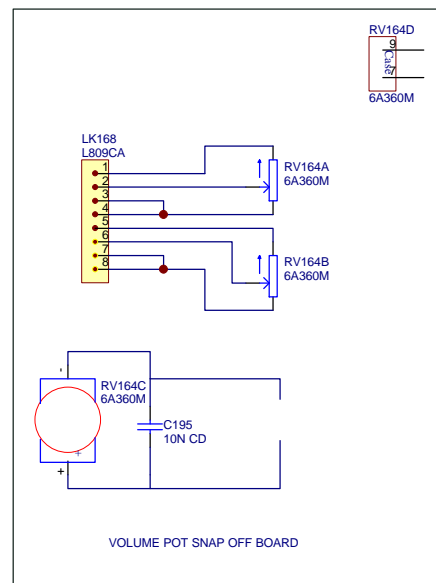 RV164D
9
Case
7
6A360M
LK168
L809CA
1
2
3
4
5
6
7
8
RV164A
6A360M
RV164B
6A360M
-
RV164C
6A360M
+
+
C195
10N CD
VOLUME POT SNAP OFF BOARD